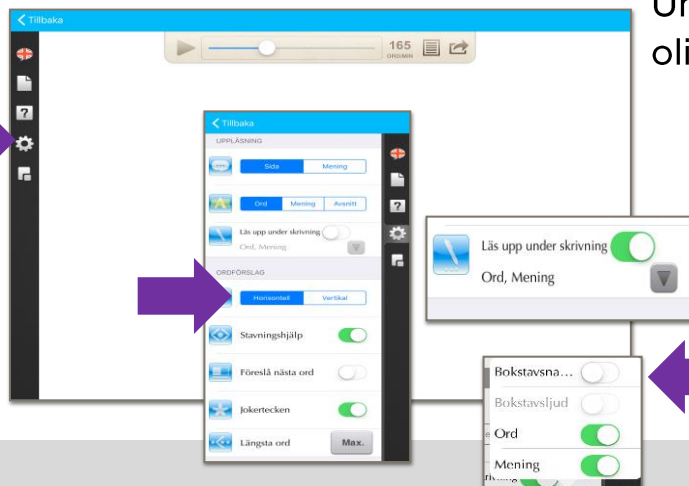 Tillbaka
165
ORD/MIN
Tillbaka
UPPLÄSNING
Sida Mening
Ord Mening Avsnitt
Läs upp under skrivning
Ord, Mening
ORDFÖRSLAG
Horisontell Vertikal
Stavningshjälp
Föreslå nästa ord
Jokertecken
Längsta ord Max.
Läs upp under skrivning
Ord, Mening
Bokstavsna...
Bokstavsljud
Ord
Mening